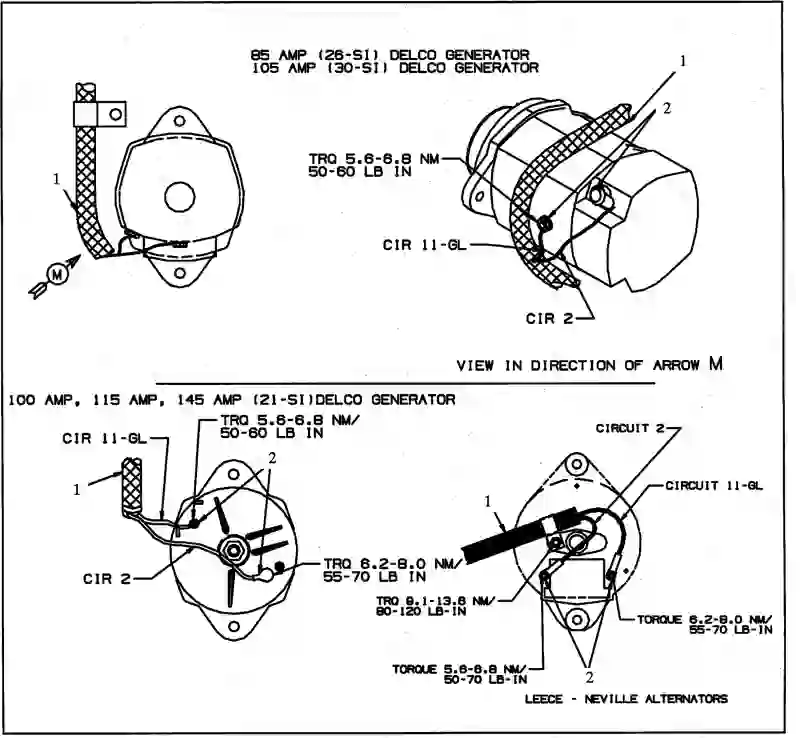 85 AMP (26-SI) DELCO GENERATOR
105 AMP (30-SI) DELCO GENERATOR
1
2
TRQ 5.6-6.8 NM
50-60 LB IN
1
CIR 11-GL
M
CIR 2
VIEW IN DIRECTION OF ARROW M
100 AMP, 115 AMP, 145 AMP (21-SI)DELCO GENERATOR
TRQ 5.6-6.8 NM/
50-60 LB IN
CIR 11-GL
CIRCUIT 2
2
1
CIRCUIT 11-GL
1
TRQ 6.2-8.0 NM/
55-70 LB IN
CIR 2
TRQ 9.1-13.6 NM/
80-120 LB-IN
TORQUE 6.2-8.0 NM/
55-70 LB-IN
TORQUE 5.6-6.8 NM/
50-70 LB-IN
2
LEECE - NEVILLE ALTERNATORS